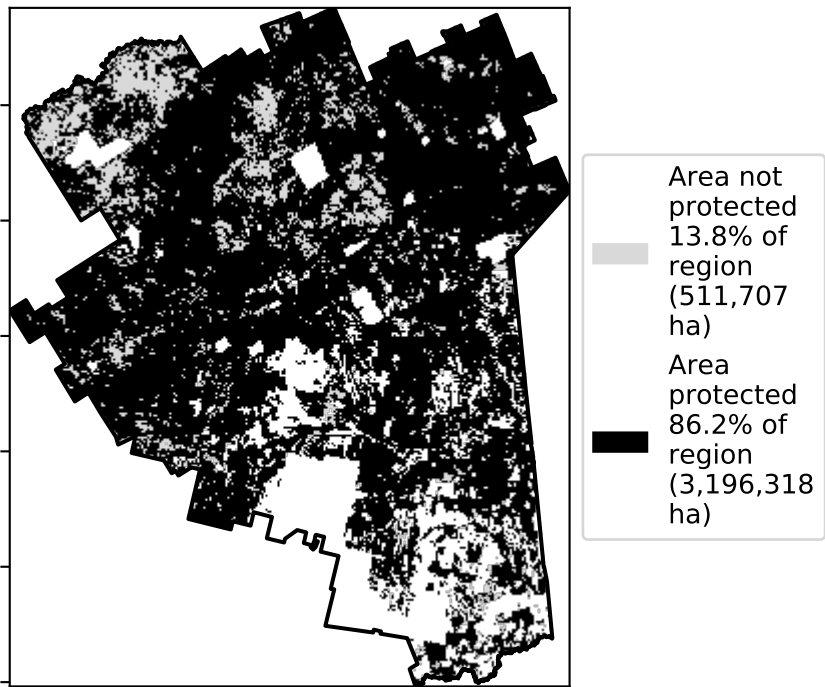 Area not
protected
13.8% of
region
(511,707
ha)
Area
protected
86.2% of
region
(3,196,318
ha)